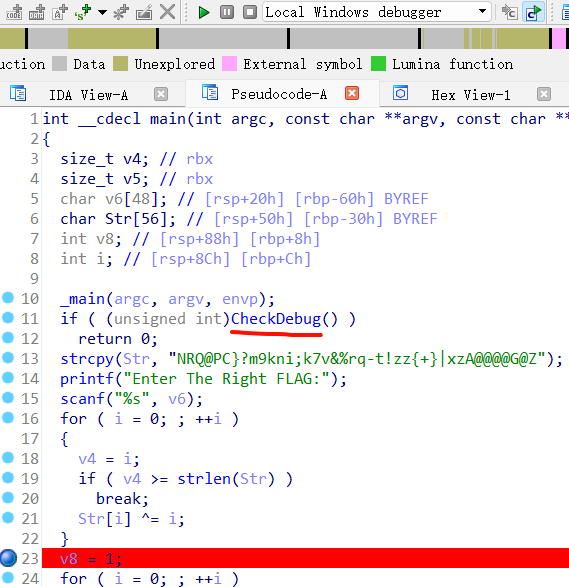 Local Windows debugger
uction Data Unexplored External symbol Lumina function
IDA View-A Pseudocode-A Hex View-1
1 int __cdecl main(int argc, const char **argv, const char **
2 {
3 size_t v4; // rbx
4 size_t v5; // rbx
5 char v6[48]; // [rsp+20h] [rbp-60h] BYREF
6 char Str[56]; // [rsp+50h] [rbp-30h] BYREF
7 int v8; // [rsp+88h] [rbp+8h]
8 int i; // [rsp+8Ch] [rbp+Ch]
9
10 _main(argc, argv, envp);
11 if ( (unsigned int)CheckDebug() )
12 return 0;
13 strcpy(Str, "NRQ@PC}?m9kni;k7v&%rq-t!zz{+}|xzA@@@@G@Z");
14 printf("Enter The Right FLAG:");
15 scanf("%s", v6);
16 for ( i = 0; ; ++i )
17 {
18 v4 = i;
19 if ( v4 >= strlen(Str) )
20 break;
21 Str[i] ^= i;
22 }
23 v8 = 1;
24 for ( i = 0; ; ++i )